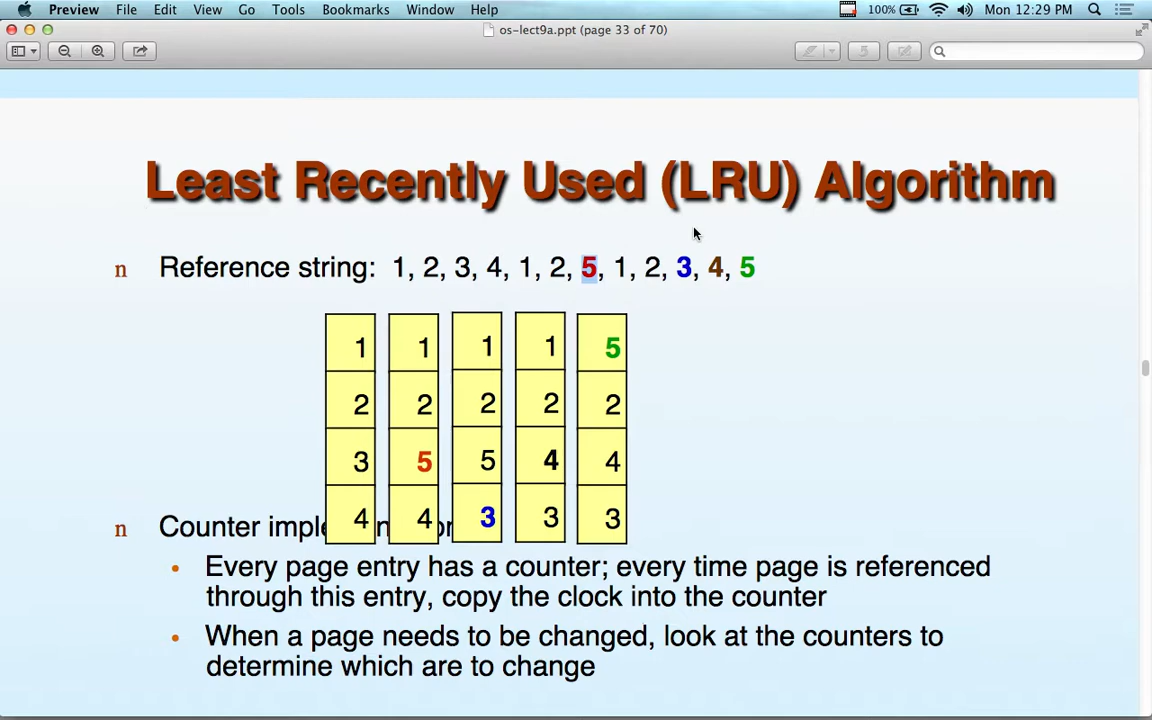 Preview File Edit View Go Tools Bookmarks Window Help 100% Mon 12:29 PM
os-lect9a.ppt (page 33 of 70)
Least Recently Used (LRU) Algorithm
n Reference string: 1, 2, 3, 4, 1, 2, 5, 1, 2, 3, 4, 5
1 1 1 1 5
2 2 2 2 2
3 5 5 4 4
4 4 3 3 3
n Counter
• Every page entry has a counter; every time page is referenced
through this entry, copy the clock into the counter
• When a page needs to be changed, look at the counters to
determine which are to change